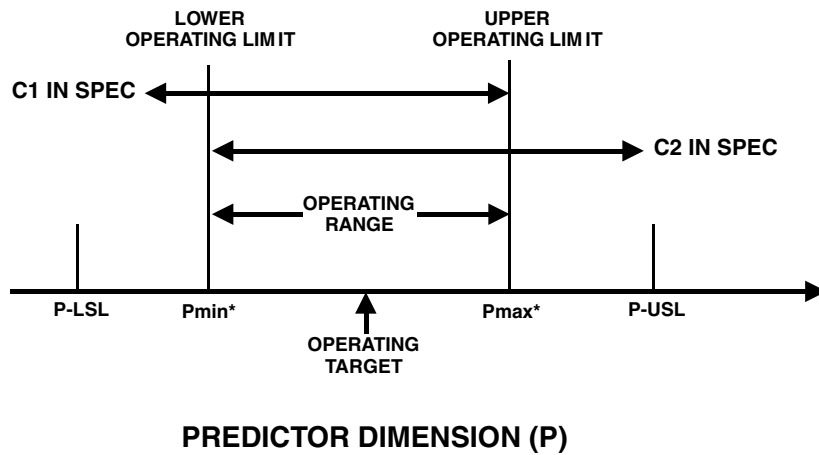 LOWER
OPERATING LIMIT
UPPER
OPERATING LIMIT
C1 IN SPEC
C2 IN SPEC
OPERATING
RANGE
P-LSL
Pmin*
Pmax*
P-USL
OPERATING
TARGET
PREDICTOR DIMENSION (P)